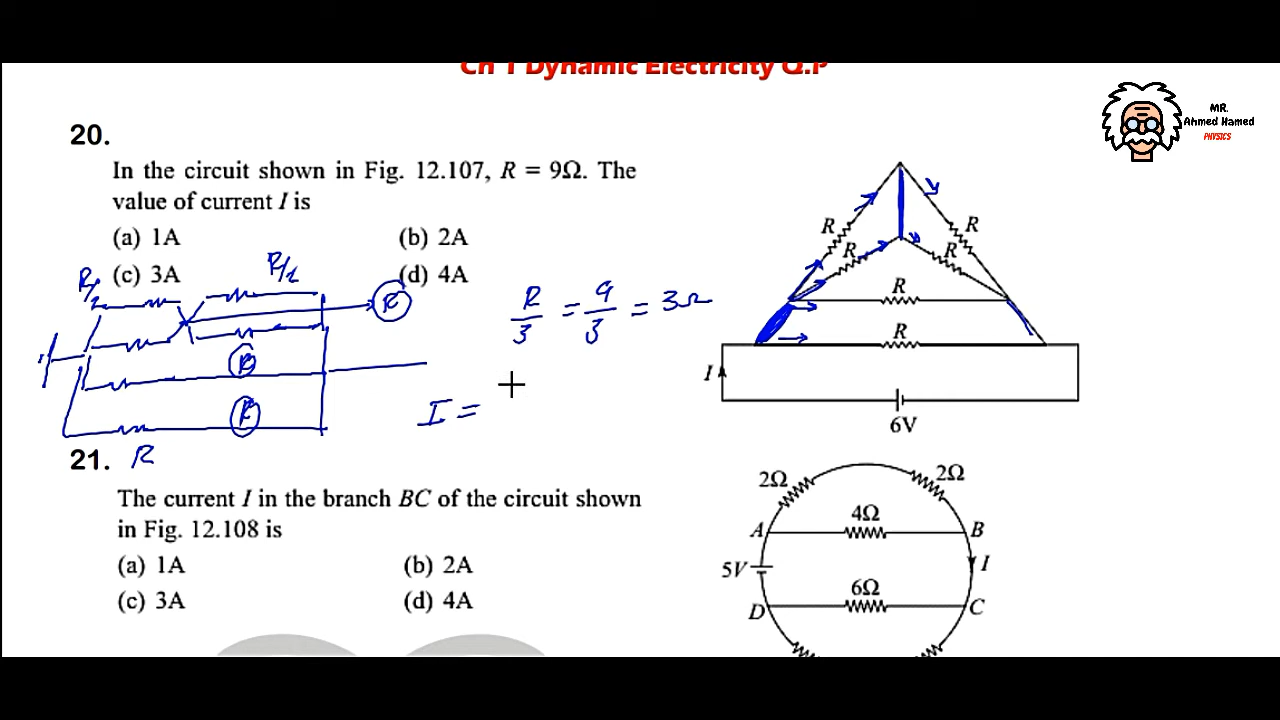 Ch 1 Dynamic Electricity Q.P
MR.
Ahmed Hamed
PHYSICS
20.
In the circuit shown in Fig. 12.107, R = 9Ω. The
value of current I is
(a) 1A (b) 2A
(c) 3A (d) 4A
R/2 R/2 R
R/3 = 9/3 = 3Ω
R
R
I =
R
R R
R R
R
R
I
6V
21.
The current I in the branch BC of the circuit shown
in Fig. 12.108 is
(a) 1A (b) 2A
(c) 3A (d) 4A
2Ω 2Ω
4Ω
A B
5V I
6Ω
D C